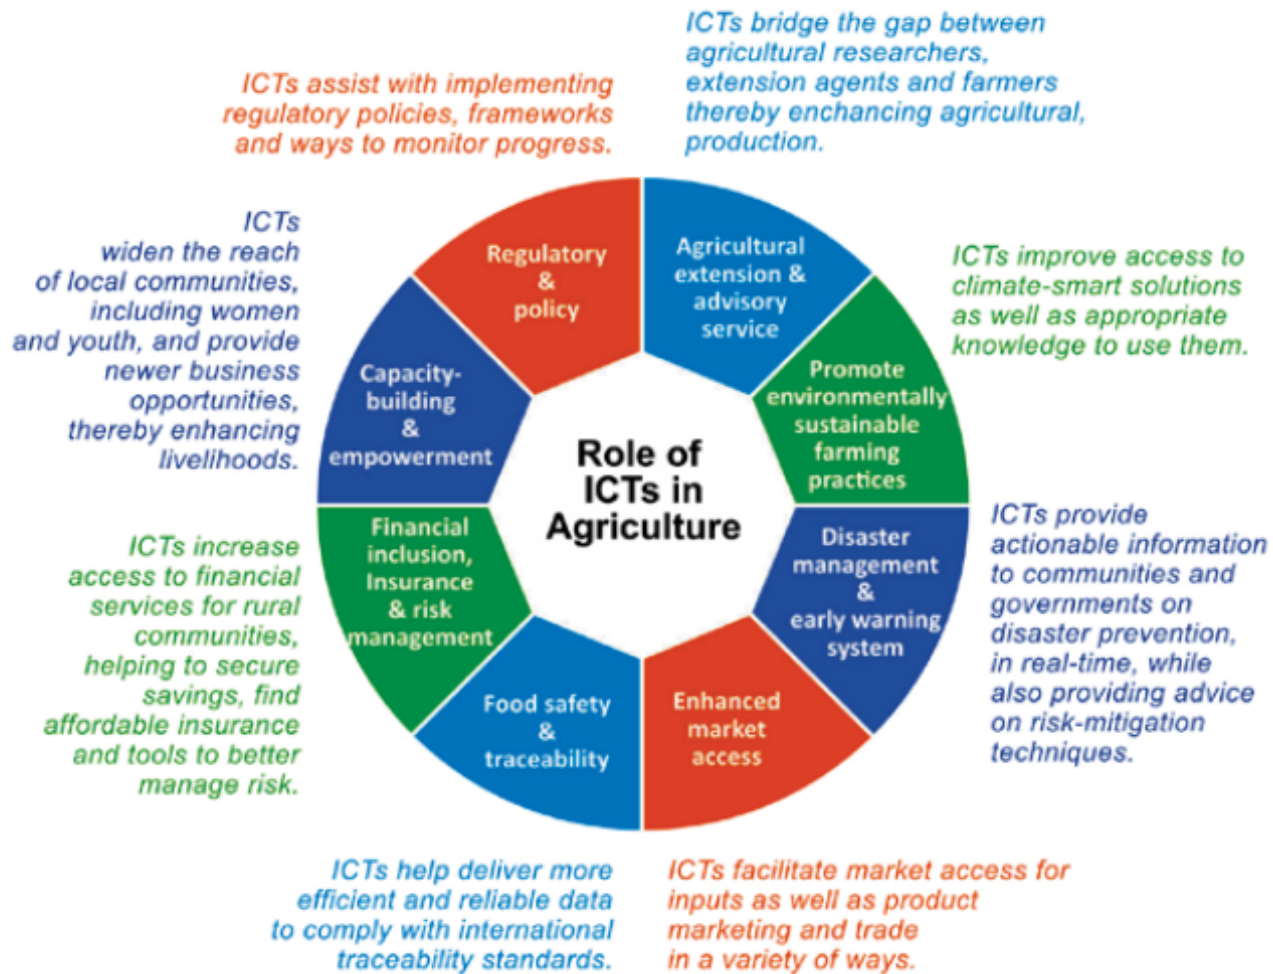 ICTs bridge the gap between
agricultural researchers,
extension agents and farmers
thereby enchancing agricultural,
production.
ICTs assist with implementing
regulatory policies, frameworks
and ways to monitor progress.
ICTs
widen the reach
of local communities,
including women
and youth, and provide
newer business
opportunities,
thereby enhancing
livelihoods.
Regulatory
&
policy
Agricultural
extension &
advisory
service
ICTs improve access to
climate-smart solutions
as well as appropriate
knowledge to use them.
Capacity-
building
&
empowerment
Promote
environmentally
sustainable
farming
practices
Role of
ICTs in
Agriculture
ICTs increase
access to financial
services for rural
communities,
helping to secure
savings, find
affordable insurance
and tools to better
manage risk.
Financial
inclusion,
Insurance
& risk
management
Disaster
management
&
early warning
system
ICTs provide
actionable information
to communities and
governments on
disaster prevention,
in real-time, while
also providing advice
on risk-mitigation
techniques.
Food safety
&
traceability
Enhanced
market
access
ICTs help deliver more
efficient and reliable data
to comply with international
traceability standards.
ICTs facilitate market access for
inputs as well as product
marketing and trade
in a variety of ways.